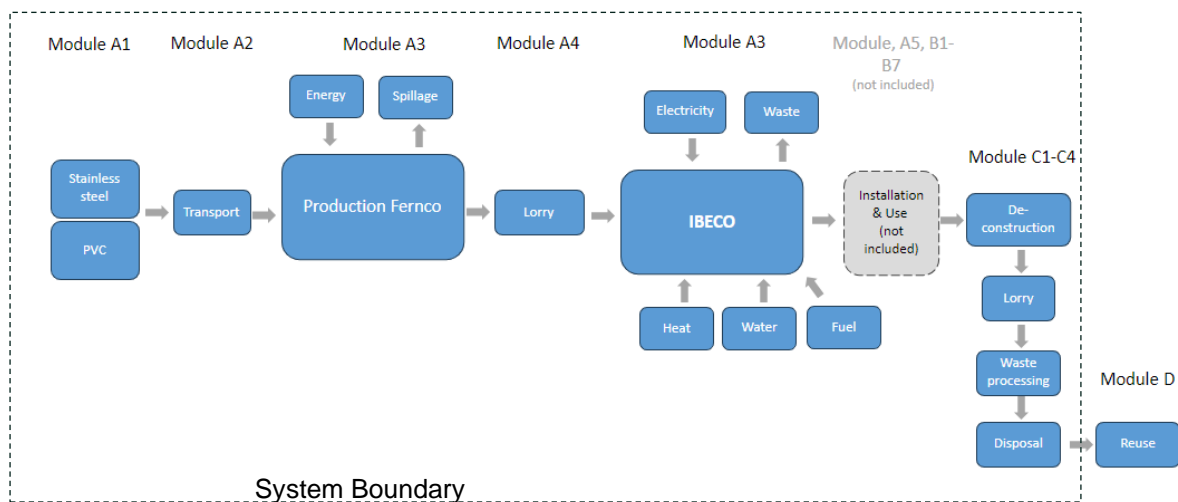 Module A1
Module A2
Module A3
Module A4
Module A3
Module, A5, B1-
B7
(not included)
Energy
Spillage
Electricity
Waste
Module C1-C4
Stainless
steel
PVC
Transport
Production Fernco
Lorry
IBECO
Installation
& Use
(not
included)
De-
construction
Heat
Water
Fuel
Lorry
Waste
processing
Module D
Disposal
Reuse
System Boundary